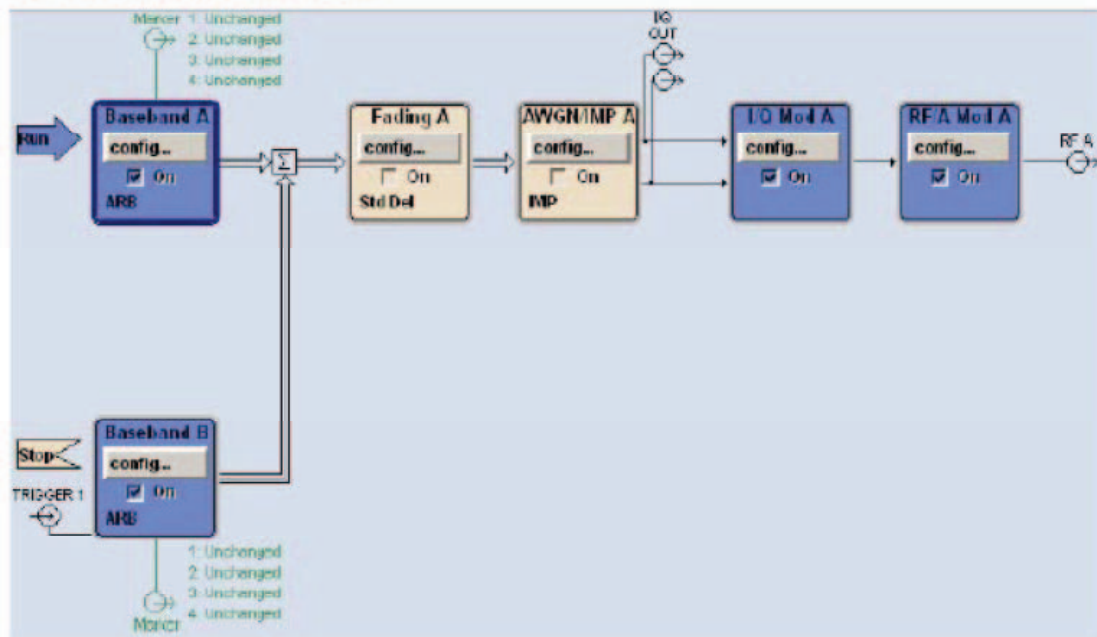 Marker 1: Unchanged
2: Unchanged
3: Unchanged
4: Unchanged
I/Q
OUT
Run
Baseband A
config...
On
ARB
Σ
Fading A
config...
On
Std Del
AWGN/IMP A
config...
On
IMP
I/Q Mod A
config...
On
RF/A Mod A
config...
On
RF A
Stop
TRIGGER 1
Baseband B
config...
On
ARB
1: Unchanged
2: Unchanged
3: Unchanged
4: Unchanged
Marker